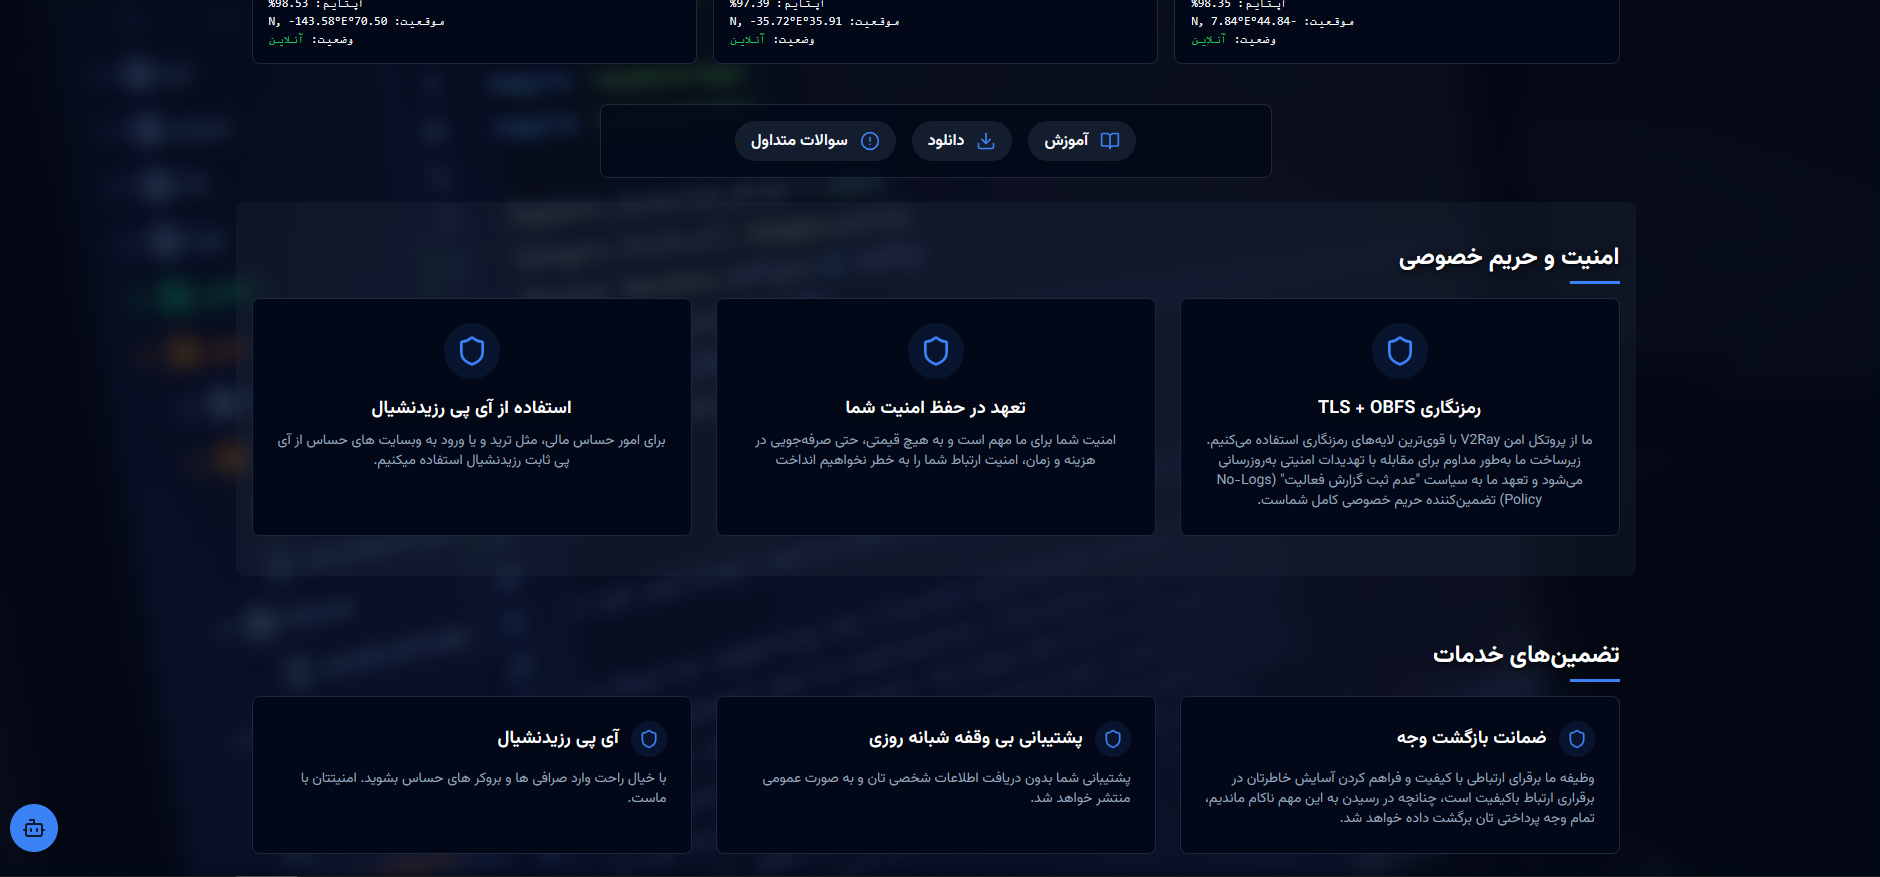 آپتایم: 98.35%
موقعیت: -44.84°N, 7.84°E
وضعیت: آنلاین
آپتایم: 97.39%
موقعیت: 35.91°N, -35.72°E
وضعیت: آنلاین
آپتایم: 98.53%
موقعیت: 70.50°N, -143.58°E
وضعیت: آنلاین
آموزش
دانلود
سوالات متداول
امنیت و حریم خصوصی
رمزنگاری TLS + OBFS
ما از پروتکل امن V2Ray با قوی‌ترین لایه‌های رمزنگاری استفاده می‌کنیم.
زیرساخت ما به‌طور مداوم برای مقابله با تهدیدات امنیتی به‌روزرسانی
می‌شود و تعهد ما به سیاست "عدم ثبت گزارش فعالیت" (No-Logs
Policy) تضمین‌کننده حریم خصوصی کامل شماست.
تعهد در حفظ امنیت شما
امنیت شما برای ما مهم است و به هیچ قیمتی، حتی صرفه‌جویی در
هزینه و زمان، امنیت ارتباط شما را به خطر نخواهیم انداخت
استفاده از آی پی رزیدنشیال
برای امور حساس مالی، مثل ترید و یا ورود به وبسایت های حساس از آی
پی ثابت رزیدنشیال استفاده میکنیم.
تضمین‌های خدمات
ضمانت بازگشت وجه
وظیفه ما برقرای ارتباطی با کیفیت و فراهم کردن آسایش خاطرتان در
برقراری ارتباط باکیفیت است، چنانچه در رسیدن به این مهم ناکام ماندیم،
تمام وجه پرداختی تان برگشت داده خواهد شد.
پشتیبانی بی وقفه شبانه روزی
پشتیبانی شما بدون دریافت اطلاعات شخصی تان و به صورت عمومی
منتشر خواهد شد.
آی پی رزیدنشیال
با خیال راحت وارد صرافی ها و بروکر های حساس بشوید. امنیتتان با
ماست.